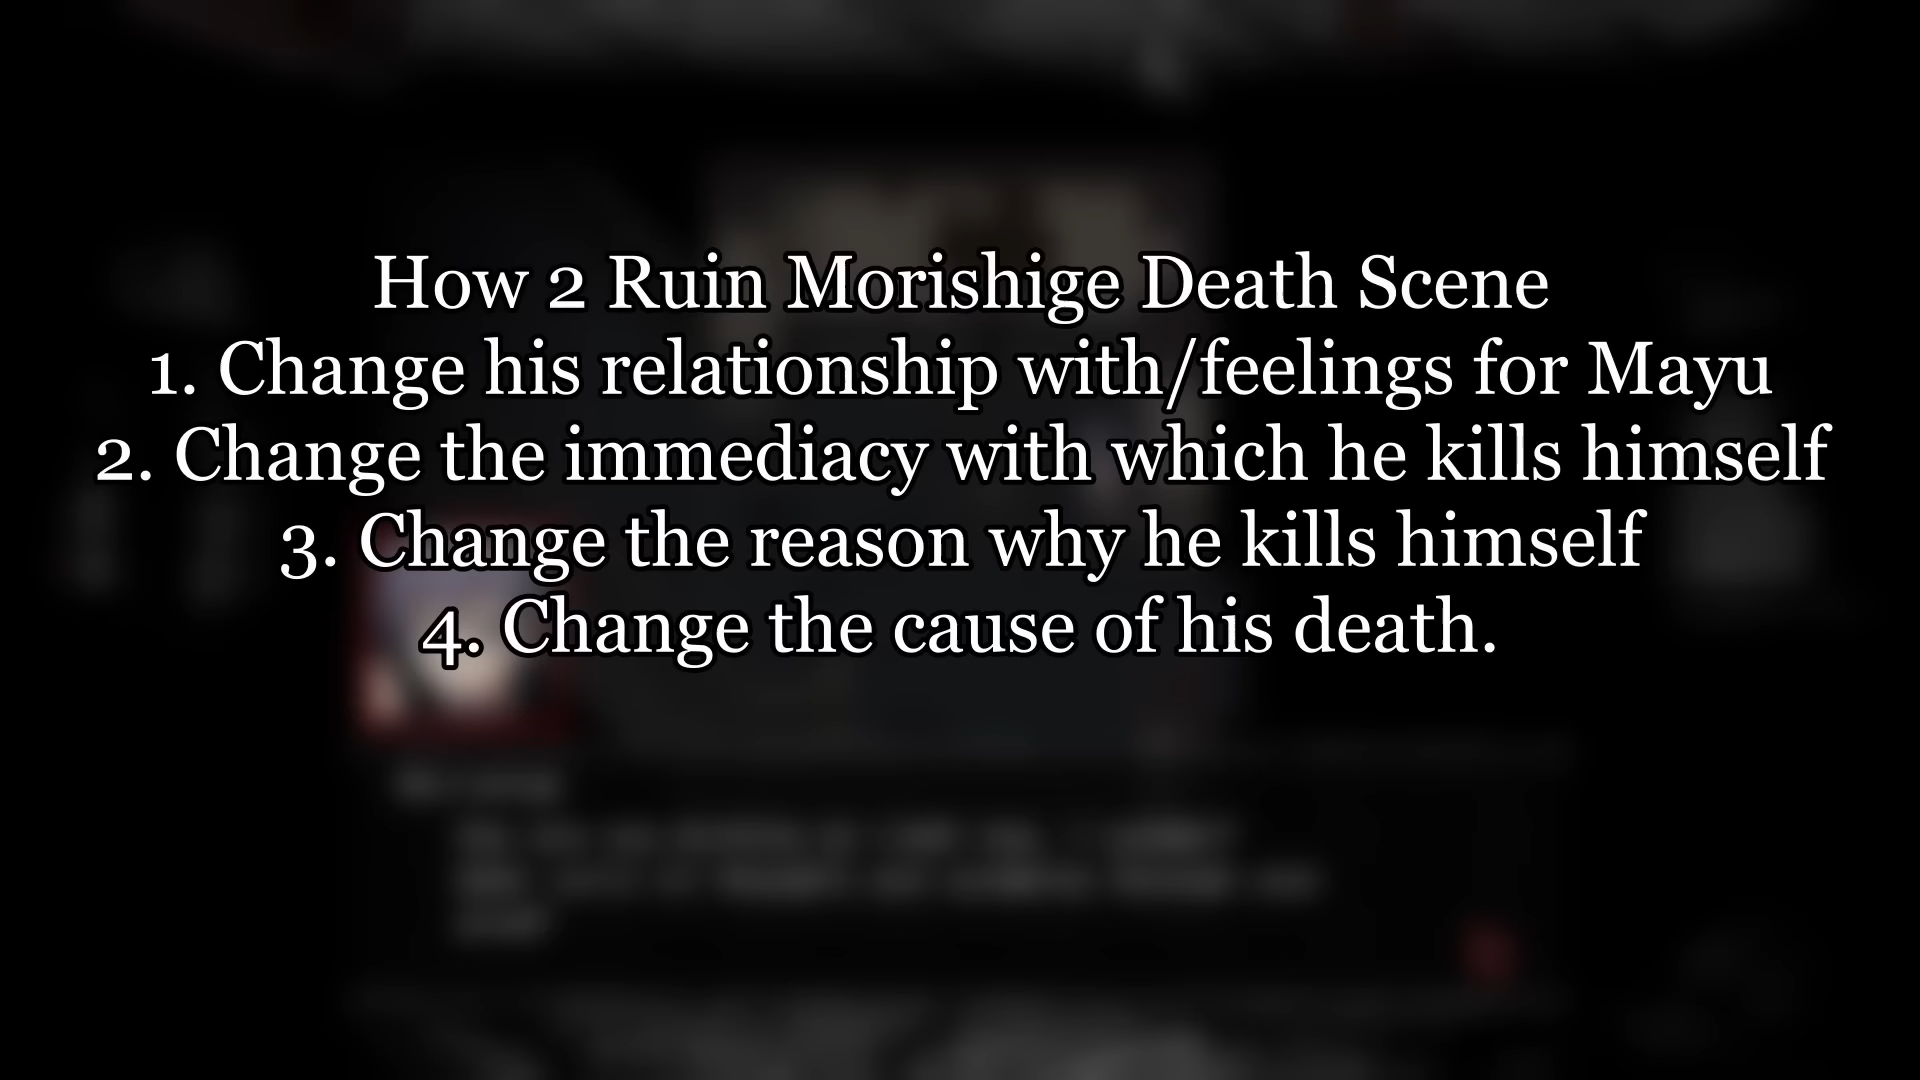 How 2 Ruin Morishige Death Scene
1. Change his relationship with/feelings for Mayu
2. Change the immediacy with which he kills himself
3. Change the reason why he kills himself
4. Change the cause of his death.